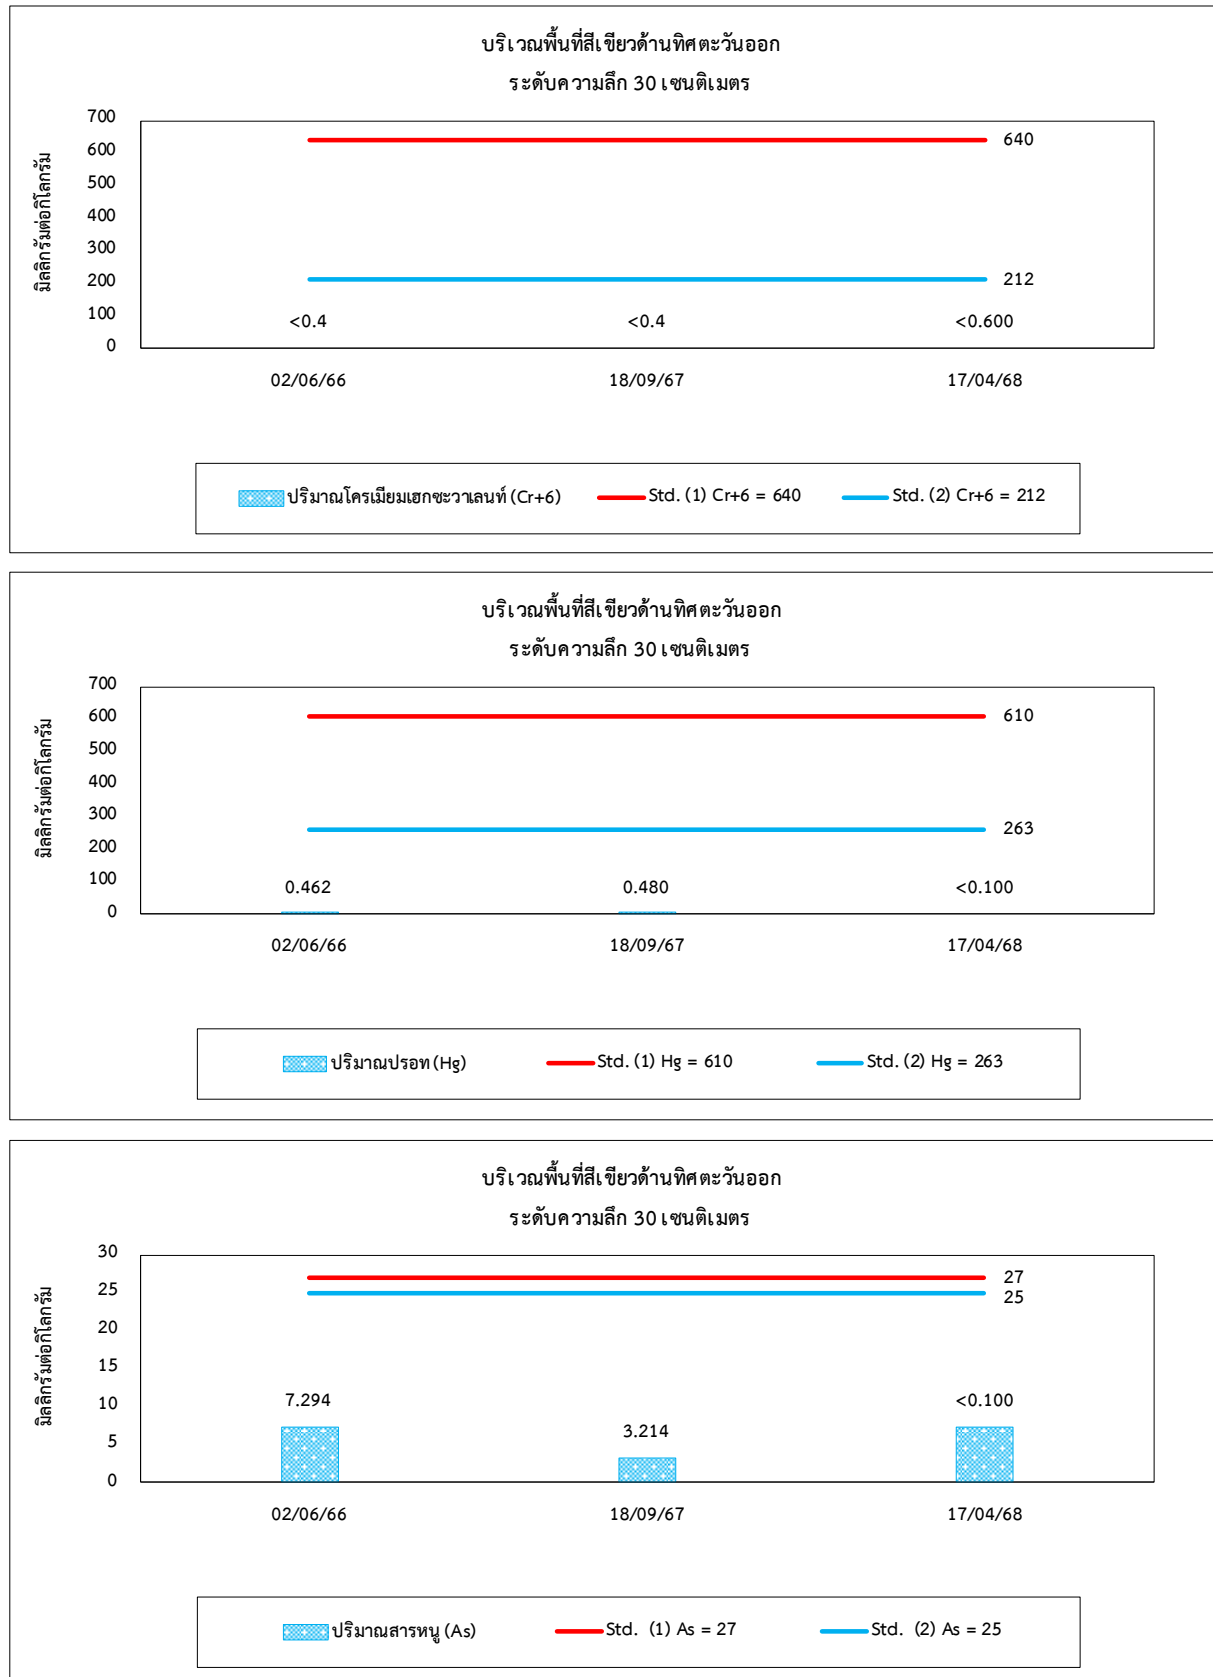 บริเวณพื้นที่สีเขียวด้านทิศตะวันออก
ระดับความลึก 30 เซนติเมตร
มิลลิกรัมต่อกิโลกรัม
700
600
500
400
300
200
100
0
640
212
<0.4 <0.4 <0.600
02/06/66 18/09/67 17/04/68
ปริมาณโครเมียมเฮกซะวาเลนท์ (Cr+6) Std. (1) Cr+6 = 640 Std. (2) Cr+6 = 212
บริเวณพื้นที่สีเขียวด้านทิศตะวันออก
ระดับความลึก 30 เซนติเมตร
มิลลิกรัมต่อกิโลกรัม
700
600
500
400
300
200
100
0
610
263
0.462 0.480 <0.100
02/06/66 18/09/67 17/04/68
ปริมาณปรอท (Hg) Std. (1) Hg = 610 Std. (2) Hg = 263
บริเวณพื้นที่สีเขียวด้านทิศตะวันออก
ระดับความลึก 30 เซนติเมตร
มิลลิกรัมต่อกิโลกรัม
30
25
20
15
10
5
0
27
25
7.294 3.214 <0.100
02/06/66 18/09/67 17/04/68
ปริมาณสารหนู (As) Std. (1) As = 27 Std. (2) As = 25